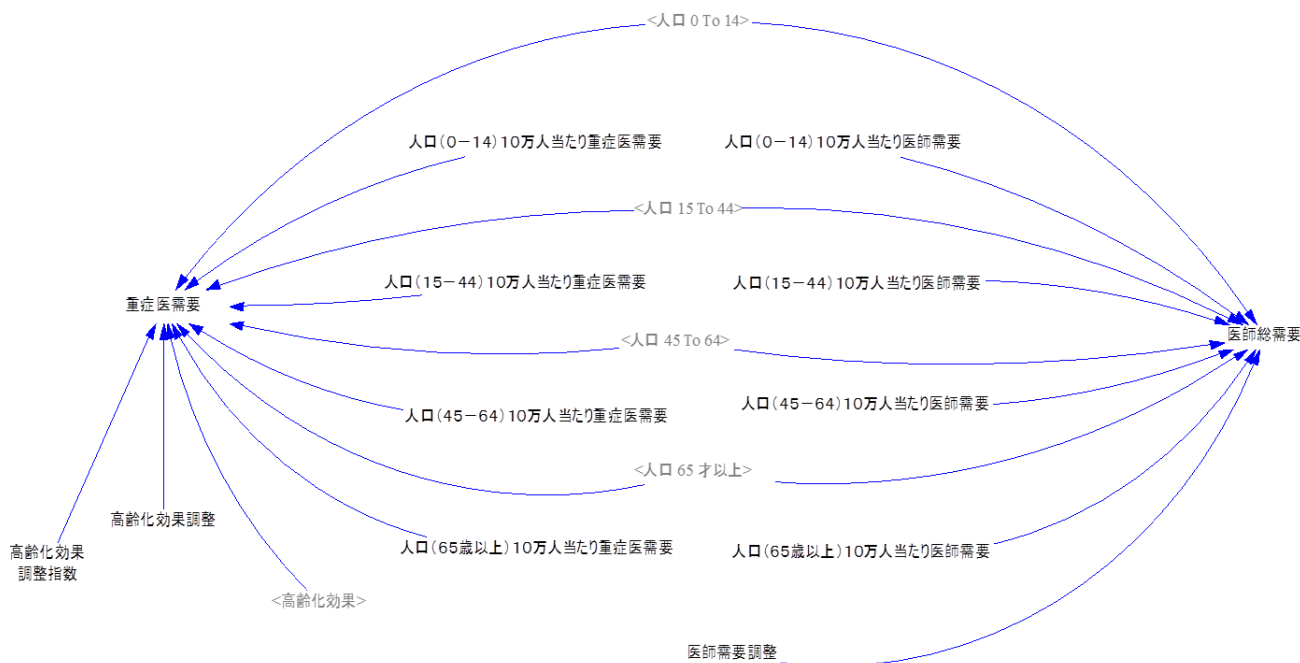 <人口 0 To 14>
人口(0－14)10万人当たり重症医需要
人口(0－14)10万人当たり医師需要
<人口 15 To 44>
人口(15－44)10万人当たり重症医需要
人口(15－44)10万人当たり医師需要
重症医需要
医師総需要
<人口 45 To 64>
人口(45－64)10万人当たり重症医需要
人口(45－64)10万人当たり医師需要
<人口 65 才以上>
高齢化効果調整
人口(65歳以上)10万人当たり重症医需要
人口(65歳以上)10万人当たり医師需要
高齢化効果
調整指数
<高齢化効果>
医師需要調整